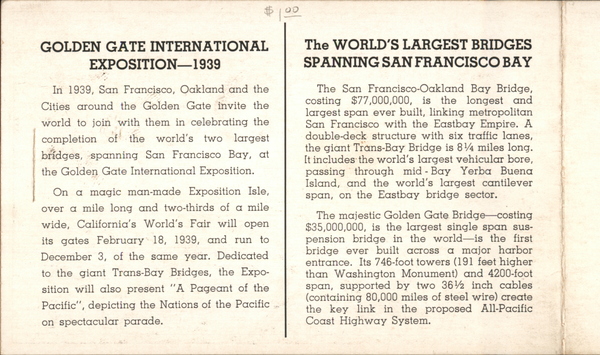 $1.00
GOLDEN GATE INTERNATIONAL
EXPOSITION—1939
In 1939, San Francisco, Oakland and the
Cities around the Golden Gate invite the
world to join with them in celebrating the
completion of the world's two largest
bridges, spanning San Francisco Bay, at
the Golden Gate International Exposition.
On a magic man-made Exposition Isle,
over a mile long and two-thirds of a mile
wide, California's World's Fair will open
its gates February 18, 1939, and run to
December 3, of the same year. Dedicated
to the giant Trans-Bay Bridges, the Expo-
sition will also present "A Pageant of the
Pacific", depicting the Nations of the Pacific
on spectacular parade.
The WORLD'S LARGEST BRIDGES
SPANNING SAN FRANCISCO BAY
The San Francisco-Oakland Bay Bridge,
costing $77,000,000, is the longest and
largest span ever built, linking metropolitan
San Francisco with the Eastbay Empire. A
double-deck structure with six traffic lanes,
the giant Trans-Bay Bridge is 8¼ miles long.
It includes the world's largest vehicular bore,
passing through mid-Bay Yerba Buena
Island, and the world's largest cantilever
span, on the Eastbay bridge sector.
The majestic Golden Gate Bridge—costing
$35,000,000, is the largest single span sus-
pension bridge in the world—is the first
bridge ever built across a major harbor
entrance. Its 746-foot towers (191 feet higher
than Washington Monument) and 4200-foot
span, supported by two 36½ inch cables
(containing 80,000 miles of steel wire) create
the key link in the proposed All-Pacific
Coast Highway System.